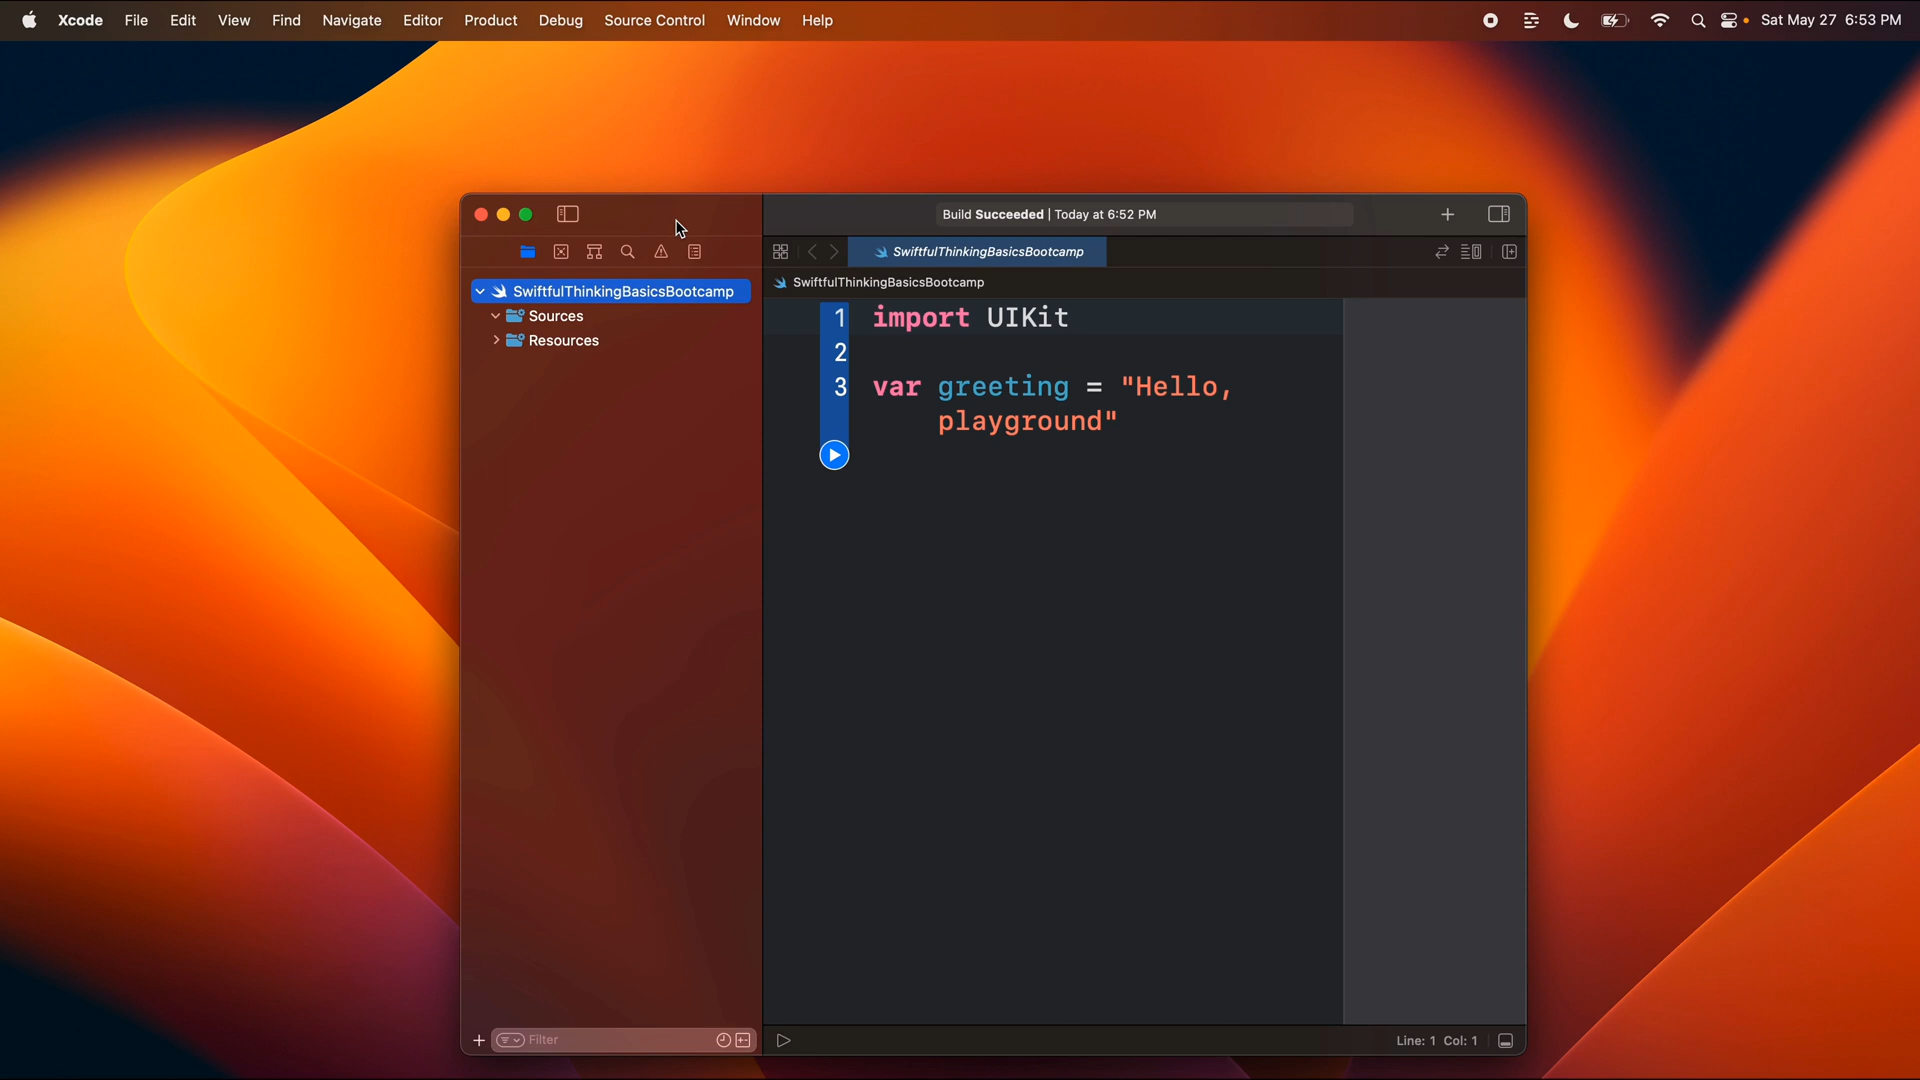 Xcode File Edit View Find Navigate Editor Product Debug Source Control Window Help Sat May 27 6:53 PM
Build Succeeded | Today at 6:52 PM
SwiftfulThinkingBasicsBootcamp
SwiftfulThinkingBasicsBootcamp
SwiftfulThinkingBasicsBootcamp
Sources
Resources
1 import UIKit
2
3 var greeting = "Hello,
playground"
Filter
Line: 1 Col: 1